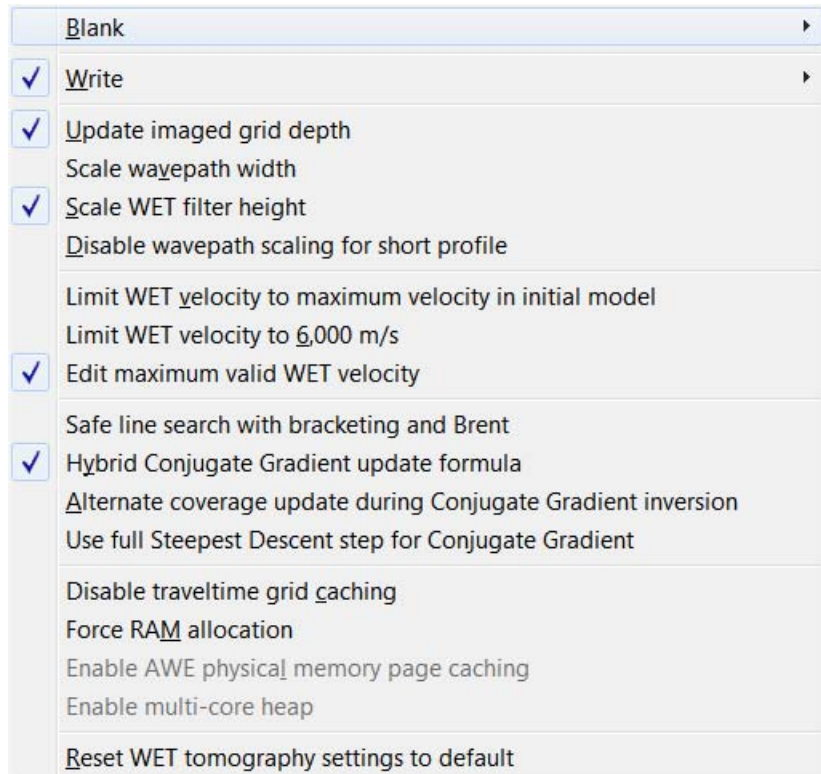 Blank
Write
Update imaged grid depth
Scale wavepath width
Scale WET filter height
Disable wavepath scaling for short profile
Limit WET velocity to maximum velocity in initial model
Limit WET velocity to 6,000 m/s
Edit maximum valid WET velocity
Safe line search with bracketing and Brent
Hybrid Conjugate Gradient update formula
Alternate coverage update during Conjugate Gradient inversion
Use full Steepest Descent step for Conjugate Gradient
Disable traveltime grid caching
Force RAM allocation
Enable AWE physical memory page caching
Enable multi-core heap
Reset WET tomography settings to default